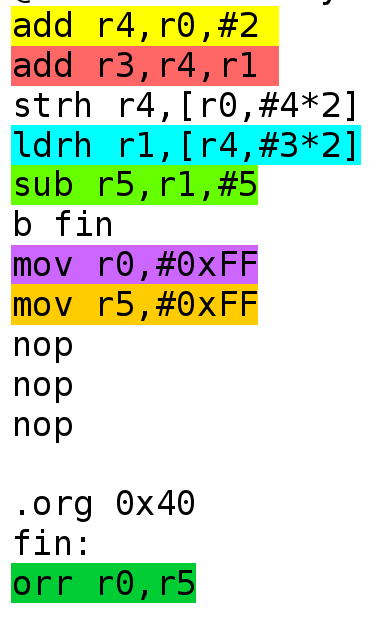 add r4,r0,#2
add r3,r4,r1
strh r4,[r0,#4*2]
ldrh r1,[r4,#3*2]
sub r5,r1,#5
b fin
mov r0,#0xFF
mov r5,#0xFF
nop
nop
nop
.org 0x40
fin:
orr r0,r5